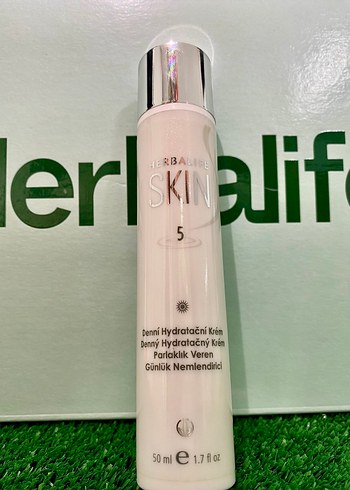 Herbalife
HERBALIFE
SKIN
5
Denní Hydratační Krém
Denný Hydratačný Krém
Parlaklık Veren
Günlük Nemlendirici
50 ml e 1.7 fl oz